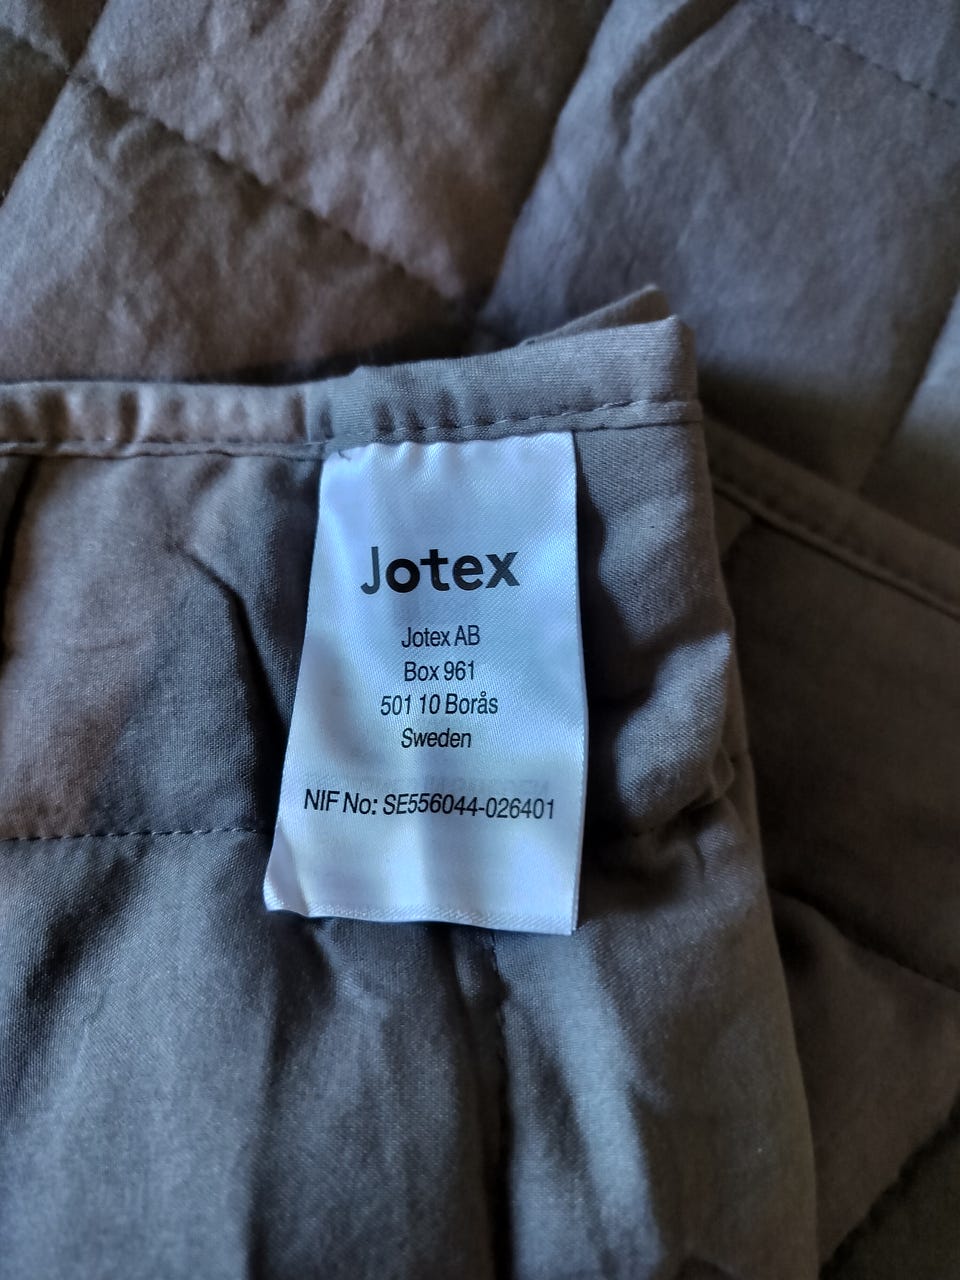 Jotex
Jotex AB
Box 961
501 10 Borås
Sweden
NIF No: SE556044-026401